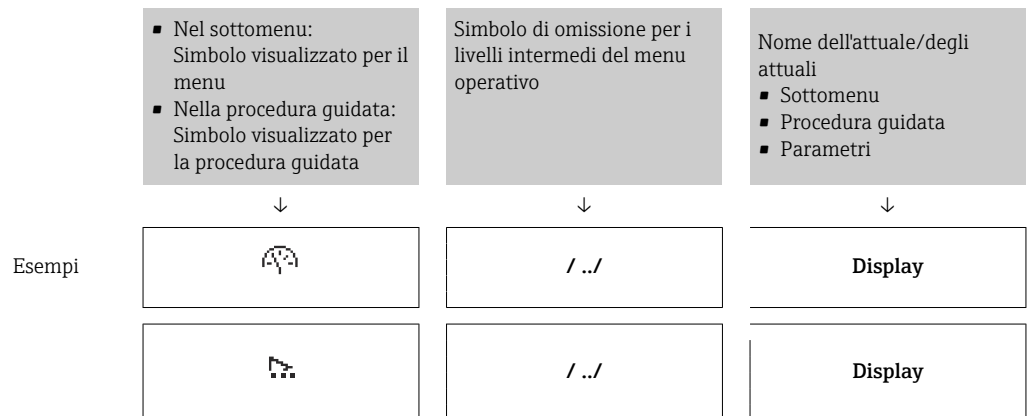 ▪ Nel sottomenu:
Simbolo visualizzato per il
menu
▪ Nella procedura guidata:
Simbolo visualizzato per
la procedura guidata
Simbolo di omissione per i
livelli intermedi del menu
operativo
Nome dell'attuale/degli
attuali
▪ Sottomenu
▪ Procedura guidata
▪ Parametri
↓ ↓ ↓
Esempi / ../ Display
/ ../ Display